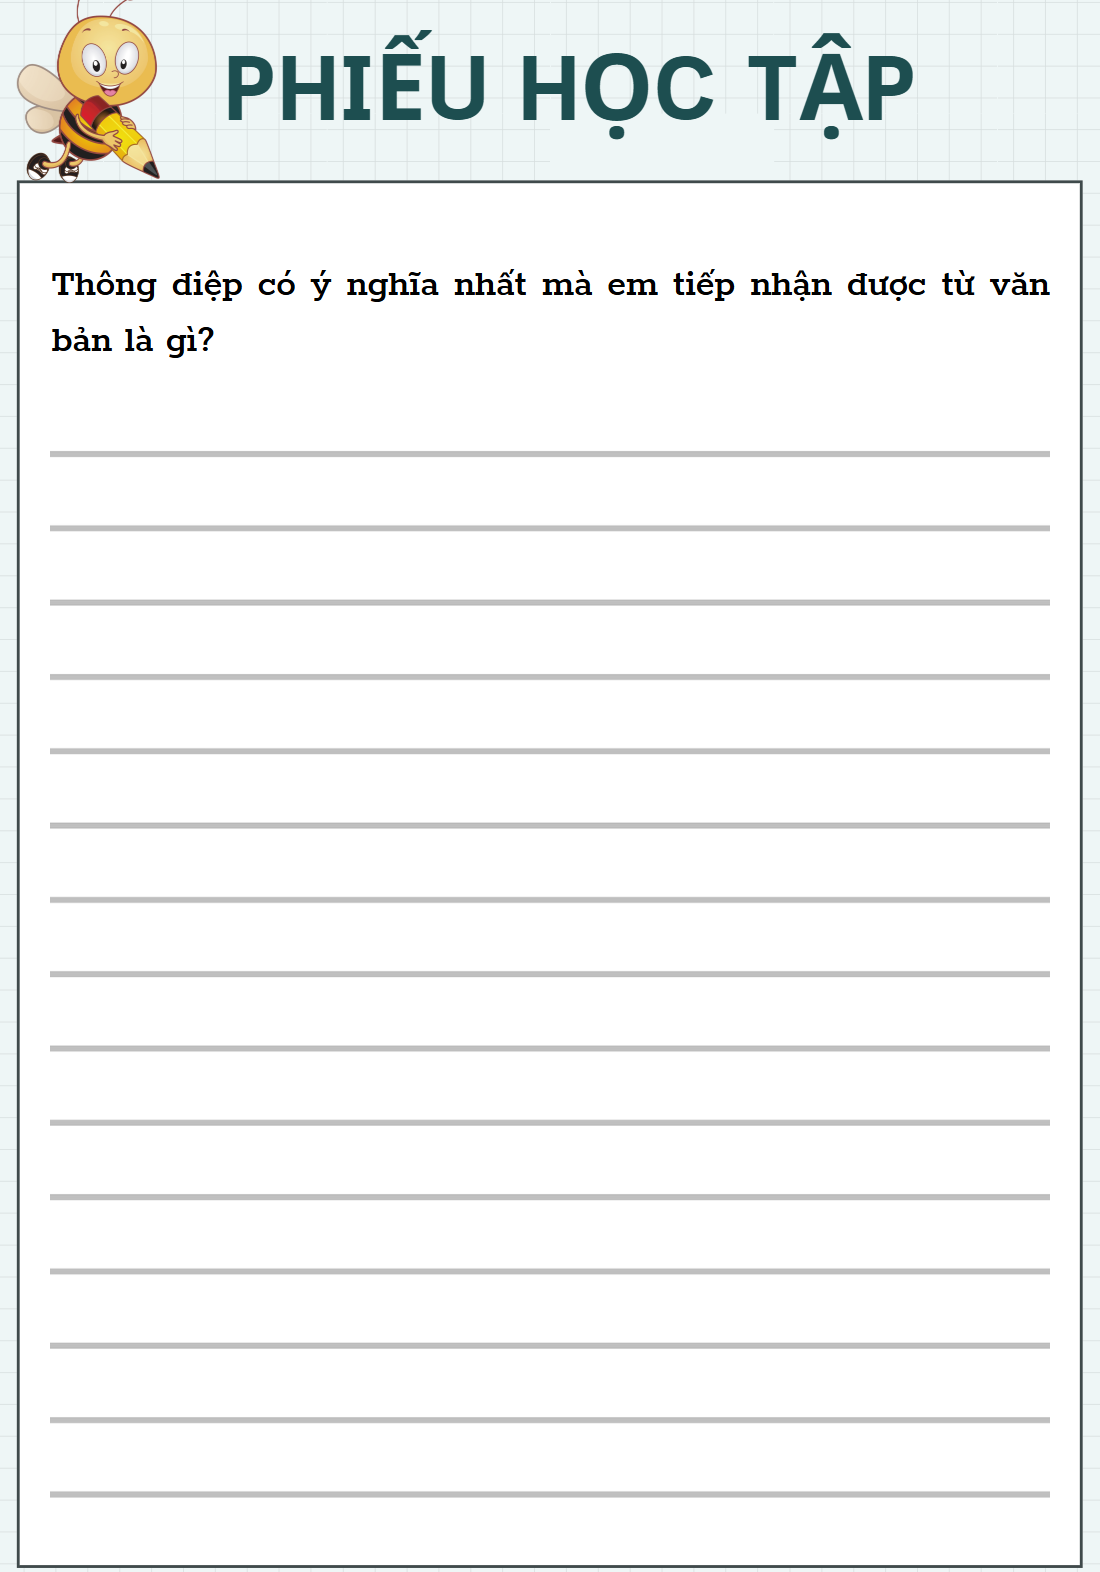 PHIẾU HỌC TẬP
Thông điệp có ý nghĩa nhất mà em tiếp nhận được từ văn
bản là gì?